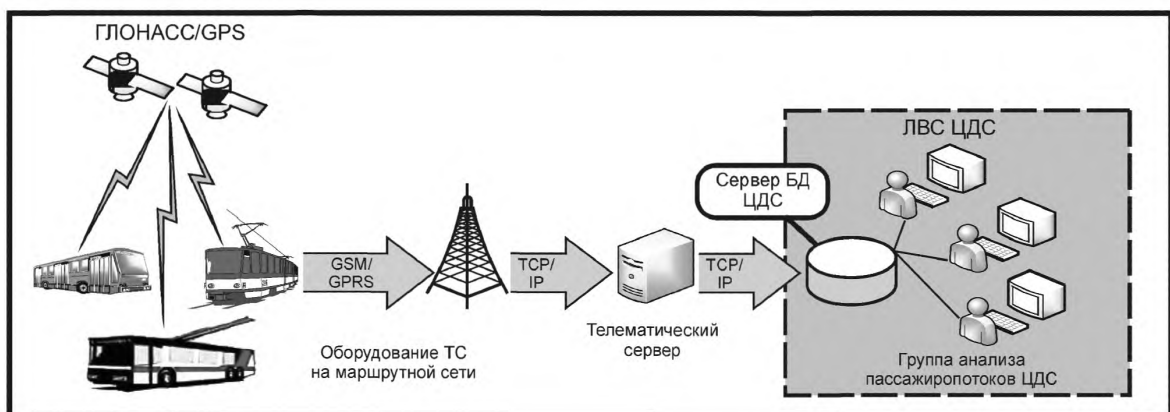 ГЛОНАСС/GPS
ЛВС ЦДС
Сервер БД
ЦДС
GSM/
GPRS
TCP/
IP
TCP/
IP
Телематический
сервер
Оборудование ТС
на маршрутной сети
Группа анализа
пассажиропотоков ЦДС